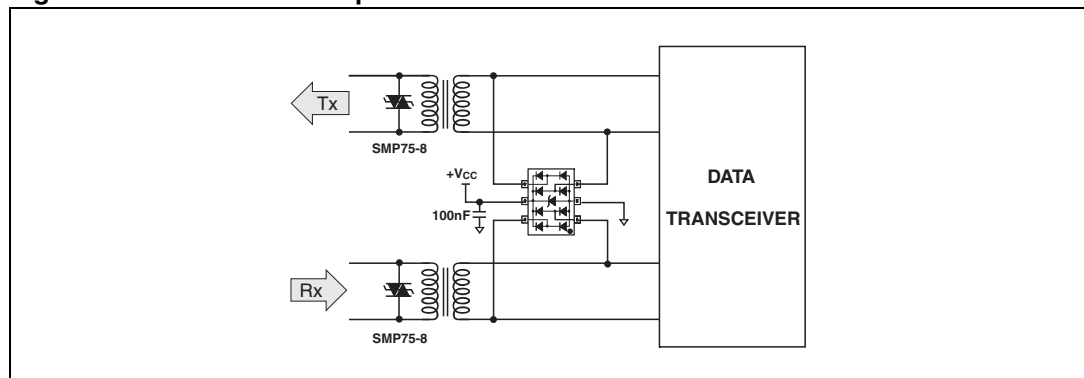 Tx
SMP75-8
+Vcc
100nF
DATA
TRANSCEIVER
Rx
SMP75-8